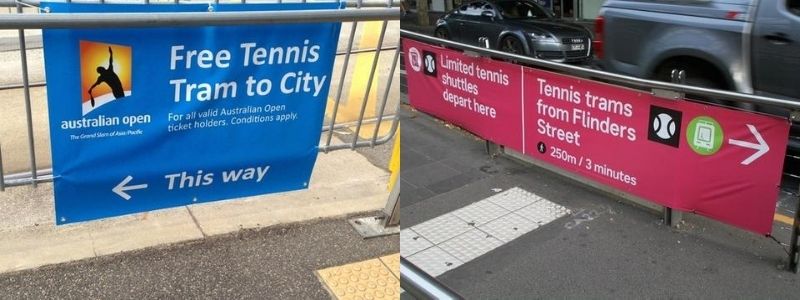 australian open
The Grand Slam of Asia/Pacific
Free Tennis
Tram to City
For all valid Australian Open
ticket holders. Conditions apply.
This way
Limited tennis
shuttles
depart here
Tennis trams
from Flinders
Street
250m / 3 minutes